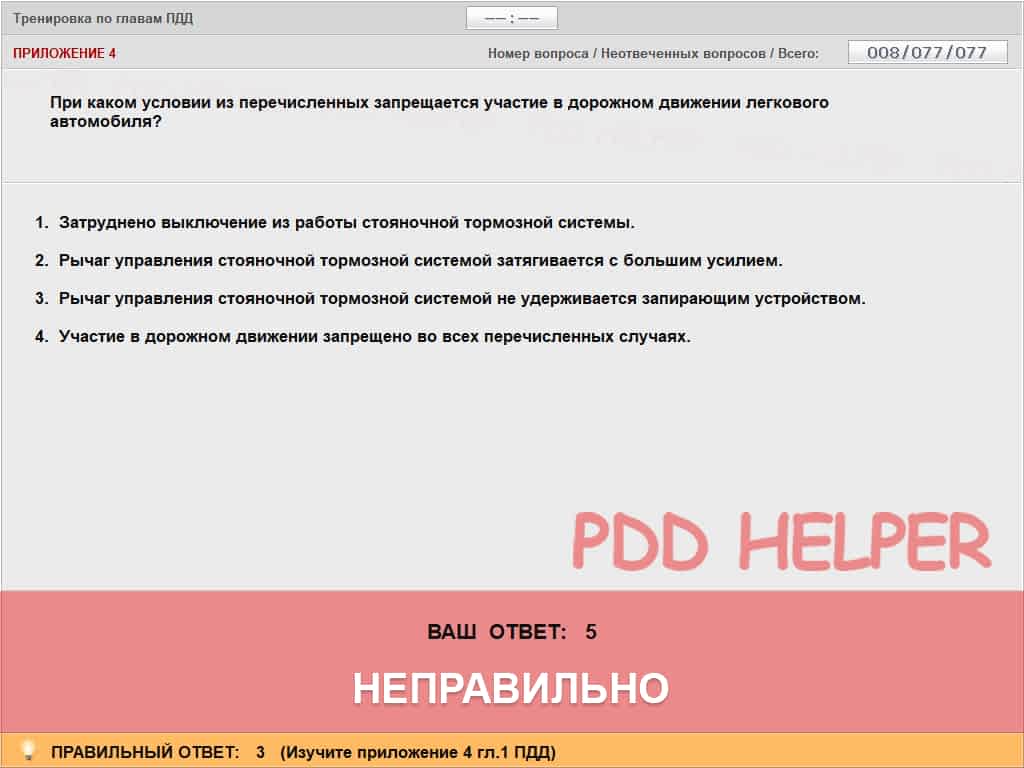 Тренировка по главам ПДД
––:––
ПРИЛОЖЕНИЕ 4
Номер вопроса / Неотвеченных вопросов / Всего: 008/077/077
При каком условии из перечисленных запрещается участие в дорожном движении легкового
автомобиля?
1. Затруднено выключение из работы стояночной тормозной системы.
2. Рычаг управления стояночной тормозной системой затягивается с большим усилием.
3. Рычаг управления стояночной тормозной системой не удерживается запирающим устройством.
4. Участие в дорожном движении запрещено во всех перечисленных случаях.
PDD HELPER
ВАШ ОТВЕТ: 5
НЕПРАВИЛЬНО
ПРАВИЛЬНЫЙ ОТВЕТ: 3 (Изучите приложение 4 гл.1 ПДД)